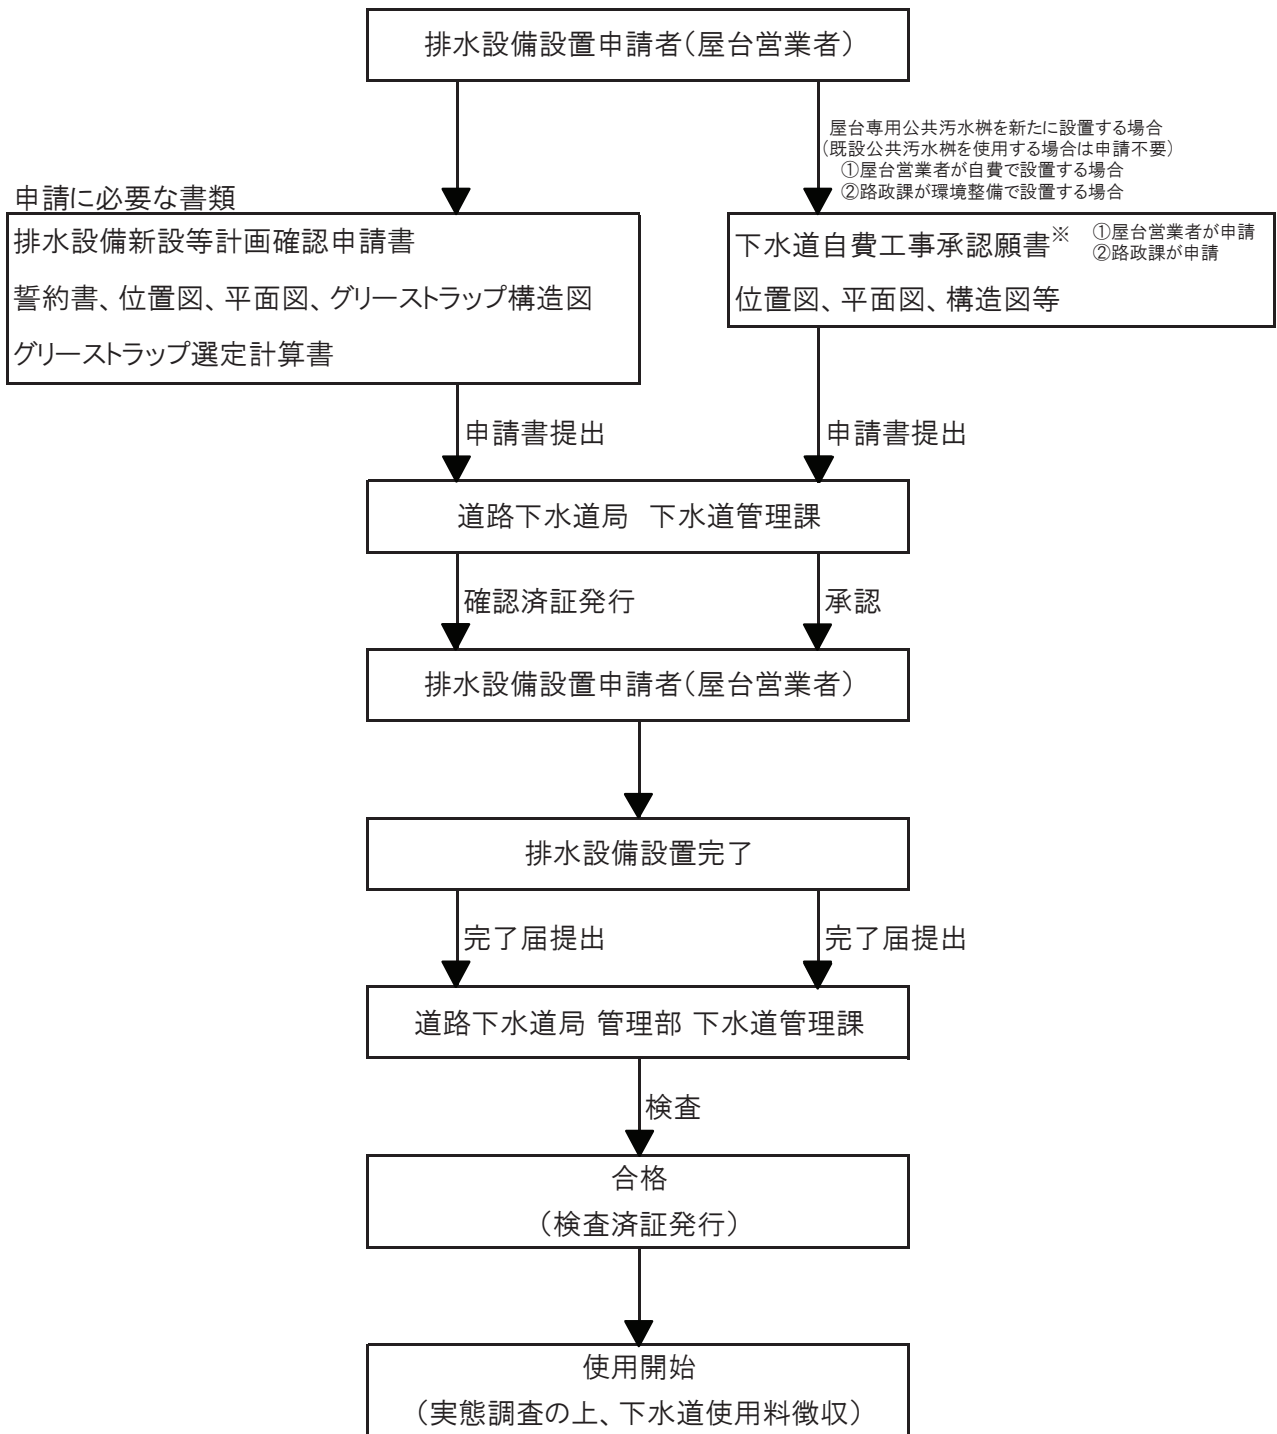 排水設備設置申請者(屋台営業者)
屋台専用公共汚水桝を新たに設置する場合
(既設公共汚水桝を使用する場合は申請不要)
①屋台営業者が自費で設置する場合
②路政課が環境整備で設置する場合
申請に必要な書類
排水設備新設等計画確認申請書
誓約書、位置図、平面図、グリーストラップ構造図
グリーストラップ選定計算書
下水道自費工事承認願書※
①屋台営業者が申請
②路政課が申請
位置図、平面図、構造図等
申請書提出
申請書提出
道路下水道局 下水道管理課
確認済証発行
承認
排水設備設置申請者(屋台営業者)
排水設備設置完了
完了届提出
完了届提出
道路下水道局 管理部 下水道管理課
検査
合格
(検査済証発行)
使用開始
(実態調査の上、下水道使用料徴収)